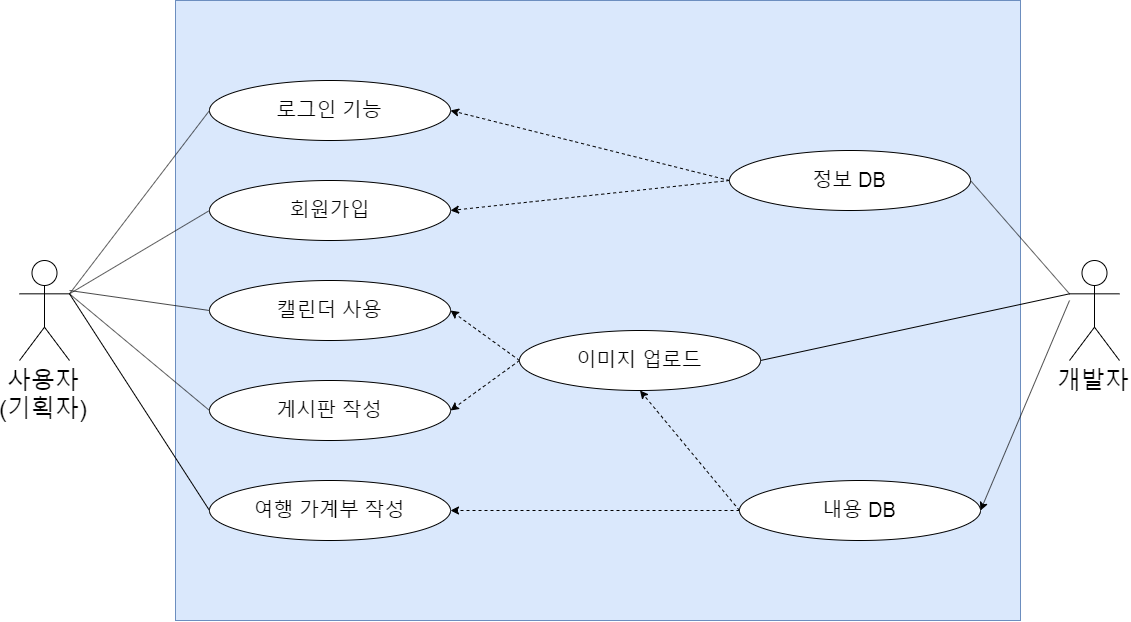 로그인 기능
정보 DB
회원가입
캘린더 사용
이미지 업로드
사용자
(기획자)
개발자
게시판 작성
여행 가계부 작성
내용 DB